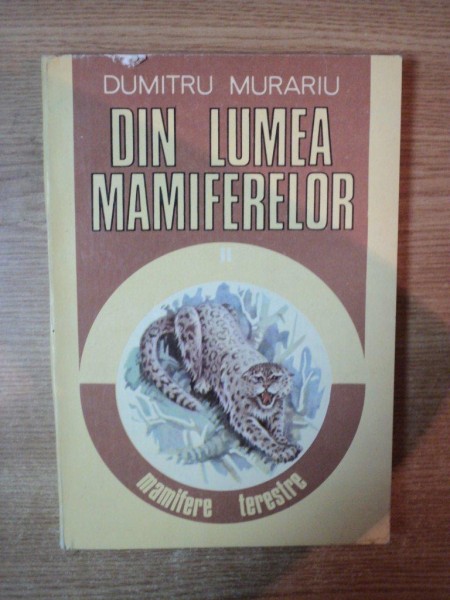 DUMITRU MURARIU
DIN LUMEA
MAMIFERELOR
II
mamifere terestre